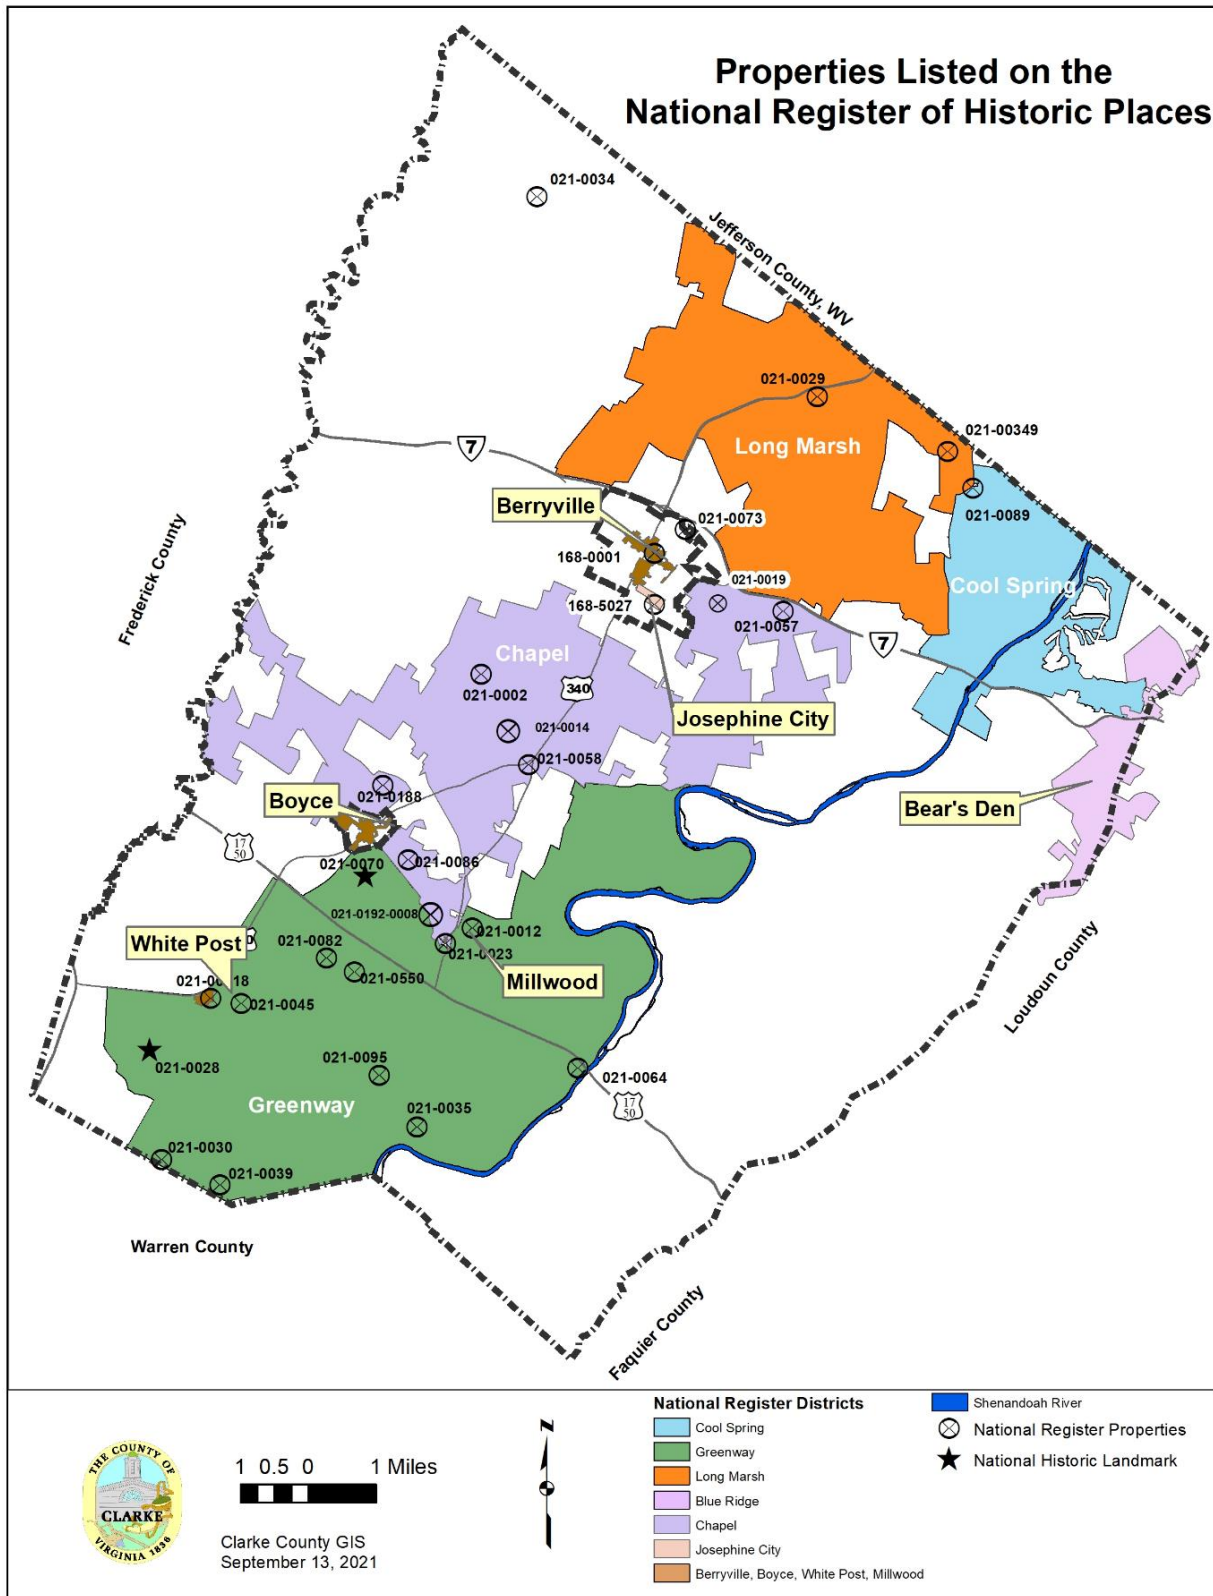 Properties Listed on the
National Register of Historic Places
021-0034
Jefferson County, WV
021-0029
021-00349
Long Marsh
7
Berryville
021-0073
021-0089
168-0001
Frederick County
021-0019
Cool Spring
168-5027
021-0057
7
Chapel
021-0002
340
Josephine City
021-0014
021-0058
021-0188
Boyce
Bear's Den
17
50
021-0070
021-0086
021-0192-0008
021-0012
White Post
021-0082
021-0023
021-0550
Millwood
021-0045
Loudoun County
021-0028
021-0095
021-0064
Greenway
021-0035
17
50
021-0030
021-0039
Warren County
Faquier County
THE COUNTY OF
CLARKE
VIRGINIA 1836
1 0.5 0 1 Miles
Clarke County GIS
September 13, 2021
N
National Register Districts
Cool Spring
Greenway
Long Marsh
Blue Ridge
Chapel
Josephine City
Berryville, Boyce, White Post, Millwood
Shenandoah River
National Register Properties
National Historic Landmark